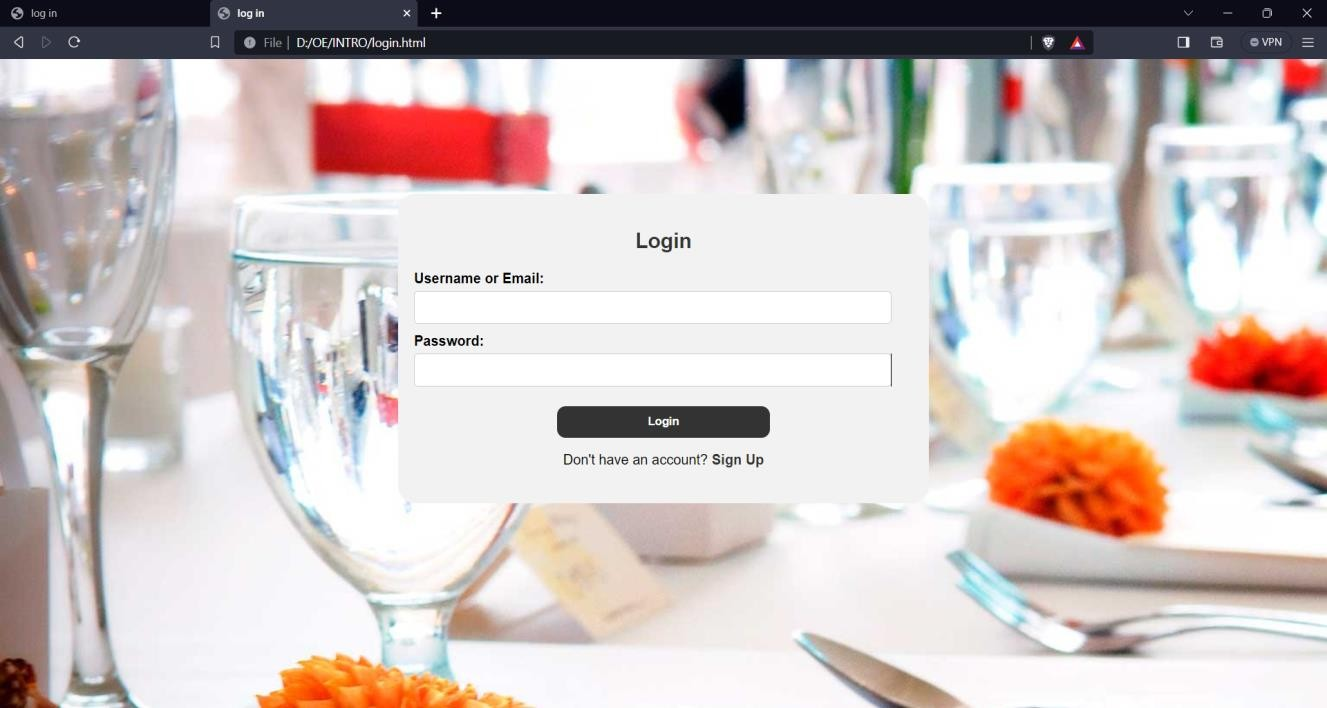 log in
log in
File | D:/OE/INTRO/login.html
VPN
Login
Username or Email:
Password:
Login
Don't have an account? Sign Up